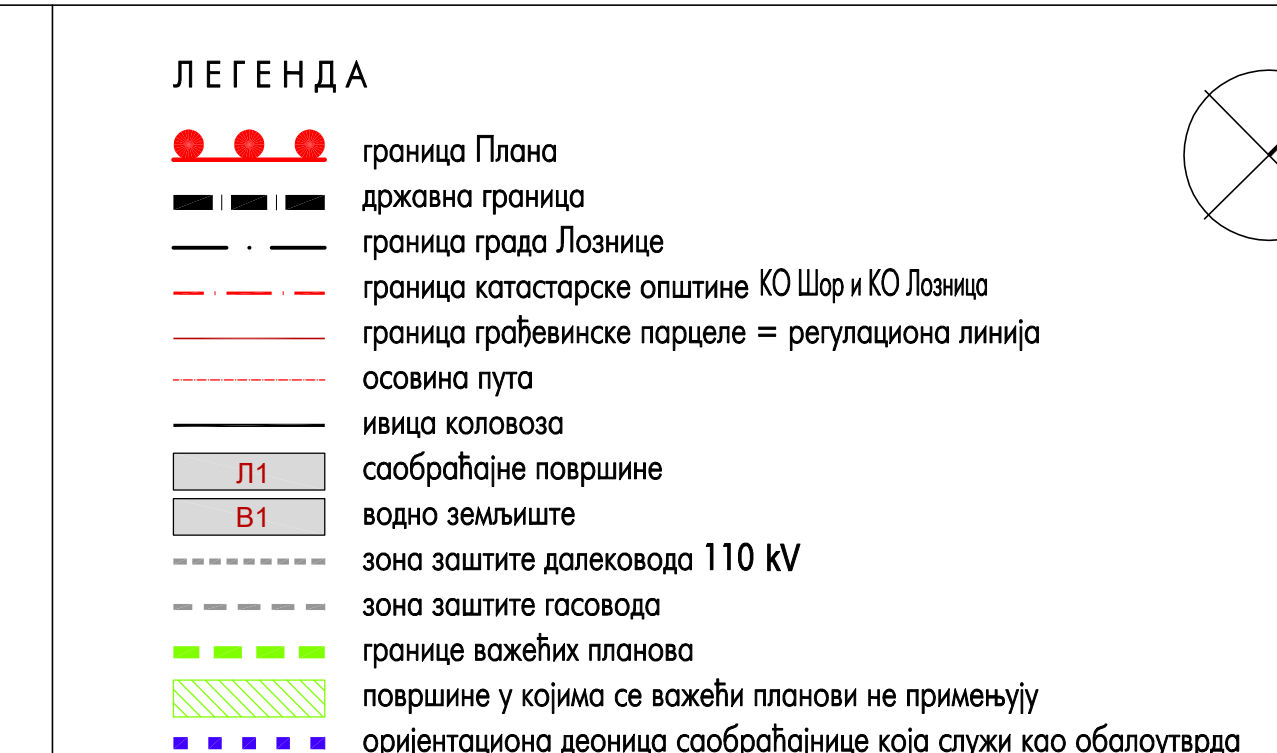 ЛЕГЕНДА
граница Плана
државна граница
граница града Лознице
граница катастарске општине КО Шор и КО Лозница
граница грађевинске парцеле = регулациона линија
осовина пута
ивица коловоза
Л1 саобраћајне површине
В1 водно земљиште
зона заштите далековода 110 kV
зона заштите гасовода
границе важећих планова
површине у којима се важећи планови не примењују
оријентациона деоница саобраћајнице која служи као обалоутврда